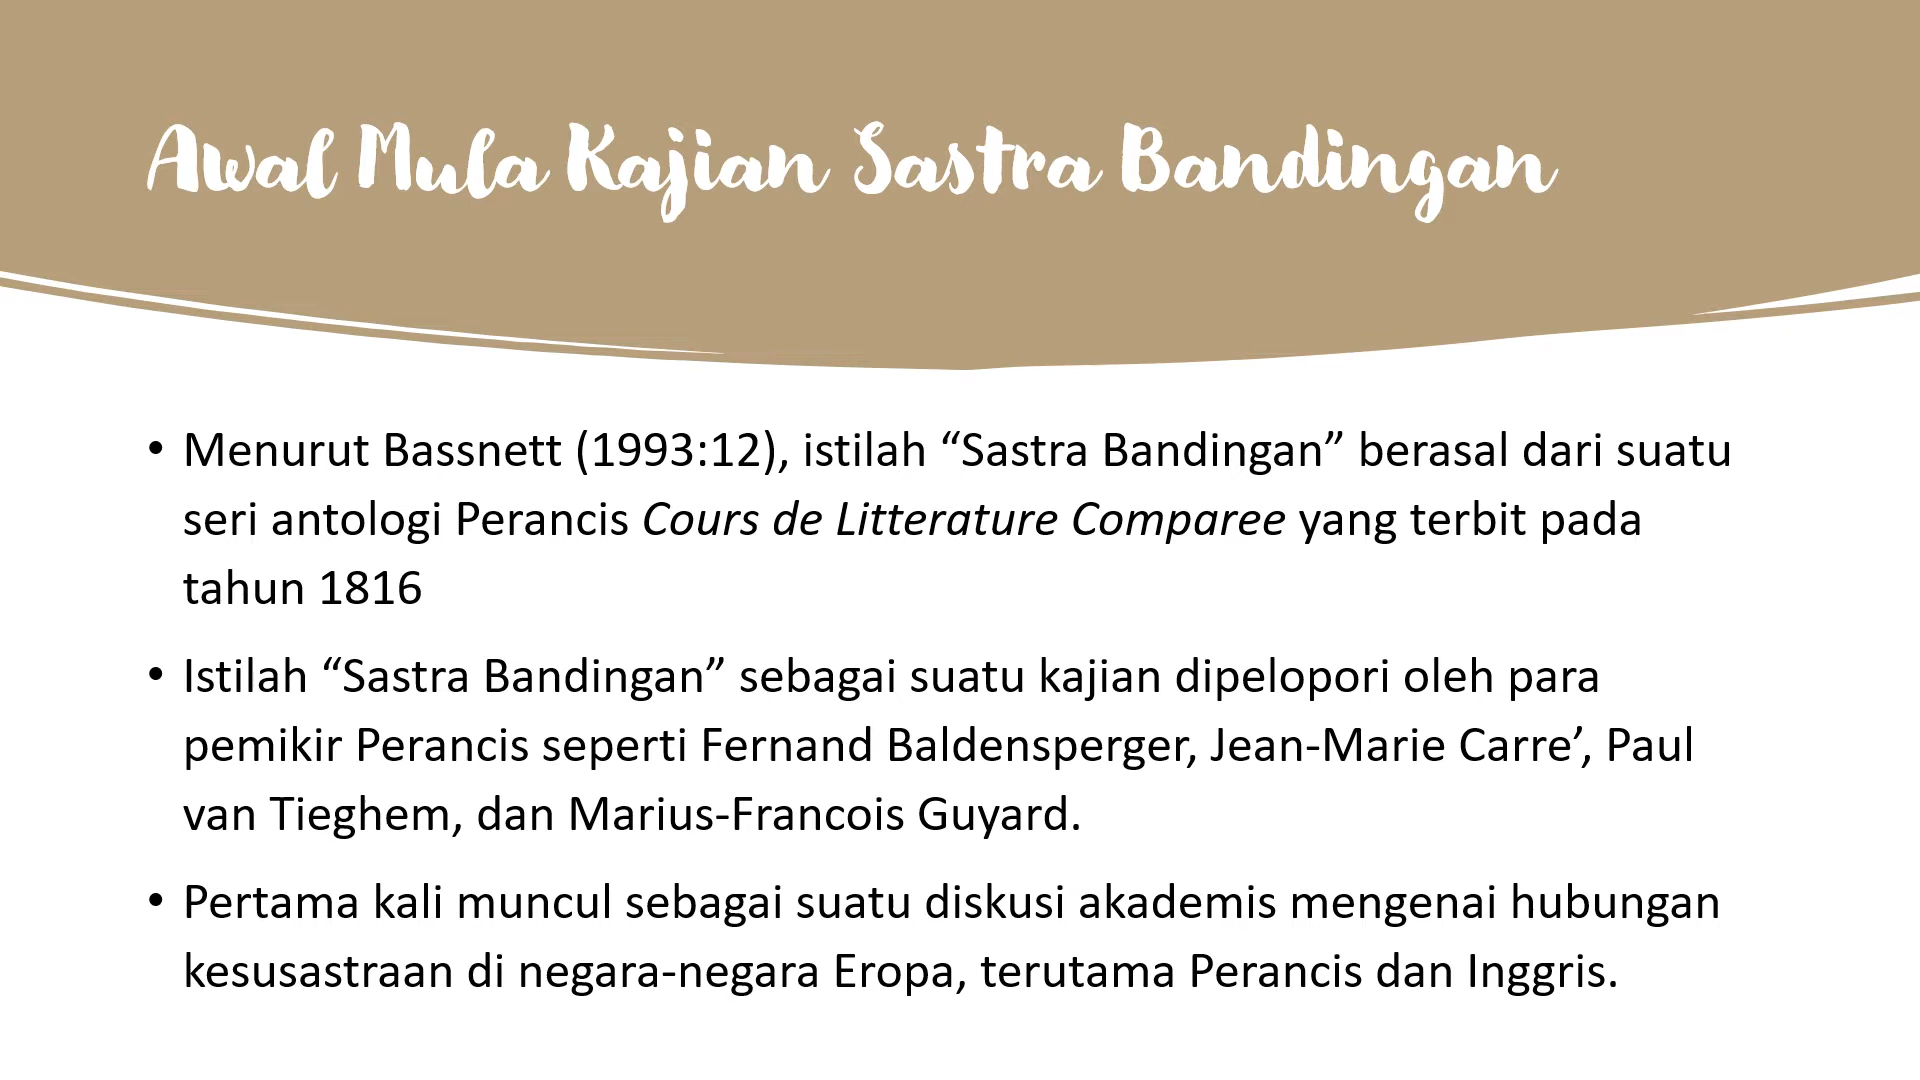 Awal Mula Kajian Sastra Bandingan
• Menurut Bassnett (1993:12), istilah “Sastra Bandingan” berasal dari suatu
seri antologi Perancis Cours de Litterature Comparee yang terbit pada
tahun 1816
• Istilah “Sastra Bandingan” sebagai suatu kajian dipelopori oleh para
pemikir Perancis seperti Fernand Baldensperger, Jean-Marie Carre’, Paul
van Tieghem, dan Marius-Francois Guyard.
• Pertama kali muncul sebagai suatu diskusi akademis mengenai hubungan
kesusastraan di negara-negara Eropa, terutama Perancis dan Inggris.